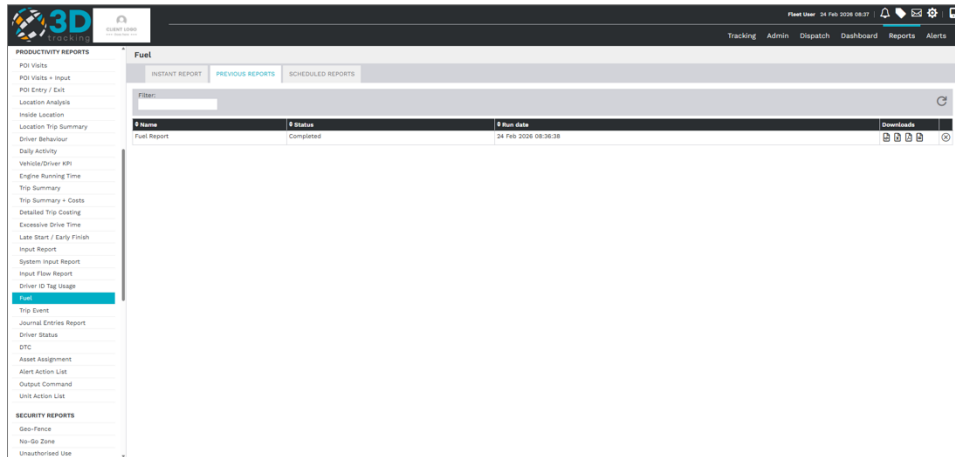 3D
tracking
CLIENT LOGO
Fleet User 24 Feb 2026 08:37
Tracking Admin Dispatch Dashboard Reports Alerts
PRODUCTIVITY REPORTS
POI Visits
POI Visits + Input
POI Entry / Exit
Location Analysis
Inside Location
Location Trip Summary
Driver Behaviour
Daily Activity
Vehicle/Driver KPI
Engine Running Time
Trip Summary
Trip Summary + Costs
Detailed Trip Costing
Excessive Drive Time
Late Start / Early Finish
Input Report
System Input Report
Input Flow Report
Driver ID Tag Usage
Fuel
Trip Event
Journal Entries Report
Driver Status
DTC
Asset Assignment
Alert Action List
Output Command
Unit Action List
SECURITY REPORTS
Geo-Fence
No-Go Zone
Unauthorised Use
Fuel
INSTANT REPORT PREVIOUS REPORTS SCHEDULED REPORTS
Filter:
Name Status Run date Downloads
Fuel Report Completed 24 Feb 2026 08:36:38